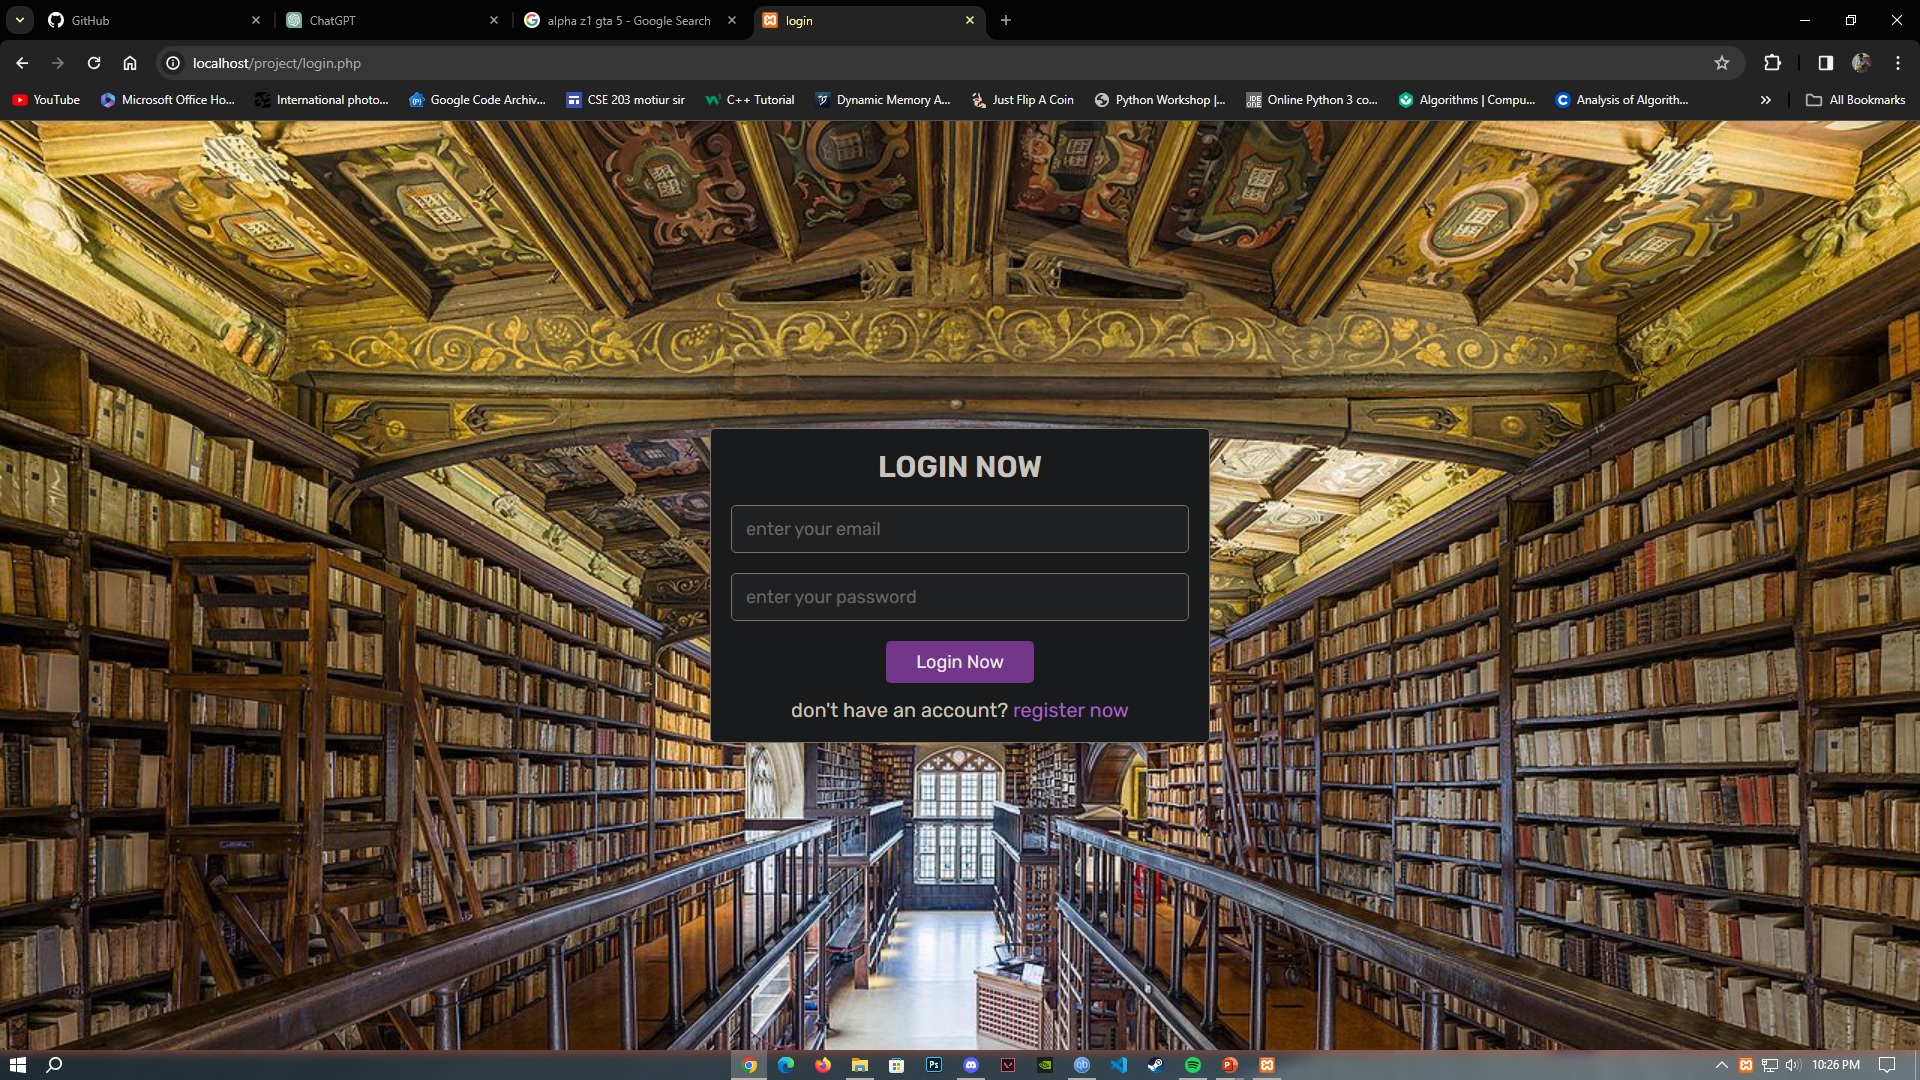 GitHub
ChatGPT
alpha z1 gta 5 - Google Search
login
localhost/project/login.php
YouTube
Microsoft Office Ho...
International photo...
Google Code Archiv...
CSE 203 motiur sir
C++ Tutorial
Dynamic Memory A...
Just Flip A Coin
Python Workshop |...
Online Python 3 co...
Algorithms | Compu...
Analysis of Algorith...
All Bookmarks
LOGIN NOW
enter your email
enter your password
Login Now
don't have an account? register now
10:26 PM